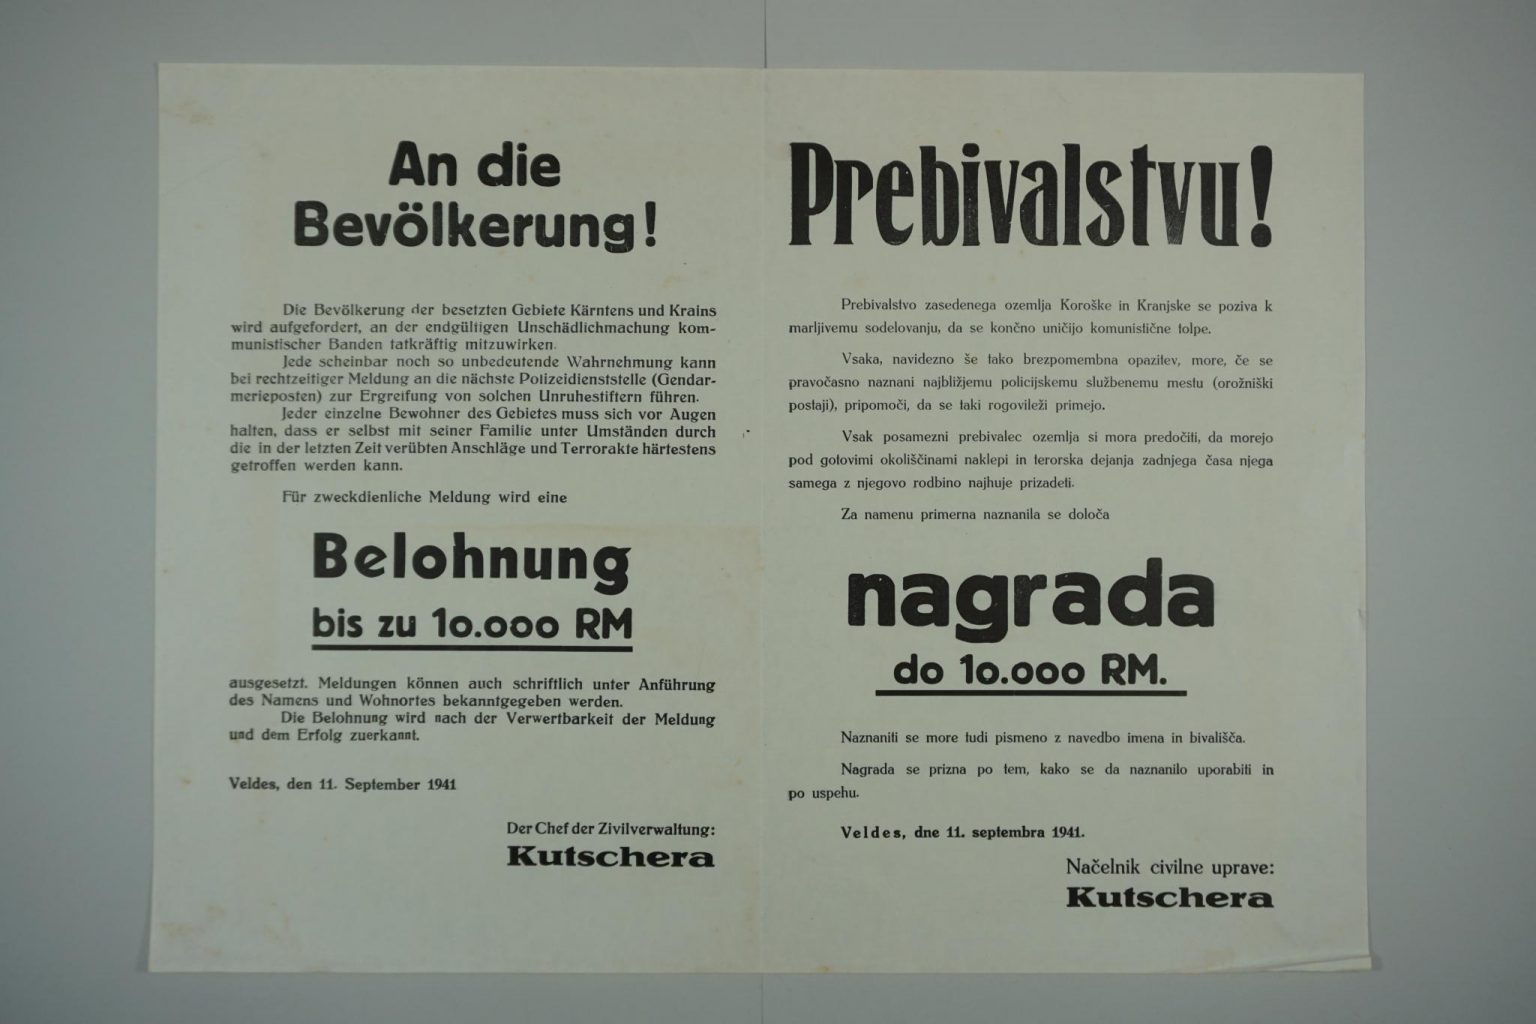 An die
Bevölkerung!
Die Bevölkerung der besetzten Gebiete Kärntens und Krains
wird aufgefordert, an der endgültigen Unschädlichmachung kom-
munistischer Banden tatkräftig mitzuwirken.
Jede scheinbar noch so unbedeutende Wahrnehmung kann
bei rechtzeitiger Meldung an die nächste Polizeidienststelle (Gendar-
merieposten) zur Ergreifung von solchen Unruhestiftern führen.
Jeder einzelne Bewohner des Gebietes muss sich vor Augen
halten, dass er selbst mit seiner Familie unter Umständen durch
die in der letzten Zeit verübten Anschläge und Terrorakte härtestens
getroffen werden kann.
Für zweckdienliche Meldung wird eine
Belohnung
bis zu 10.000 RM
ausgesetzt. Meldungen können auch schriftlich unter Anführung
des Namens und Wohnortes bekanntgegeben werden.
Die Belohnung wird nach der Verwertbarkeit der Meldung
und dem Erfolg zuerkannt.
Veldes, den 11. September 1941
Der Chef der Zivilverwaltung:
Kutschera
Prebivalstvu!
Prebivalstvo zasedenega ozemlja Koroške in Kranjske se poziva k
marljivemu sodelovanju, da se končno uničijo komunistične tolpe.
Vsaka, navidezno še tako brezpomembna opazitev, more, če se
pravočasno naznani najbližjemu policijskemu službenemu mestu (orožniški
postaji), pripomoči, da se taki rogovileži primejo.
Vsak posamezni prebivalec ozemlja si mora predočiti, da morejo
pod gotovimi okoliščinami naklepi in terorska dejanja zadnjega časa njega
samega z njegovo rodbino najhuje prizadeti.
Za namenu primerna naznanila se določa
nagrada
do 10.000 RM.
Naznaniti se more tudi pismeno z navedbo imena in bivališča.
Nagrada se prizna po tem, kako se da naznanilo uporabiti in
po uspehu.
Veldes, dne 11. septembra 1941.
Načelnik civilne uprave:
Kutschera